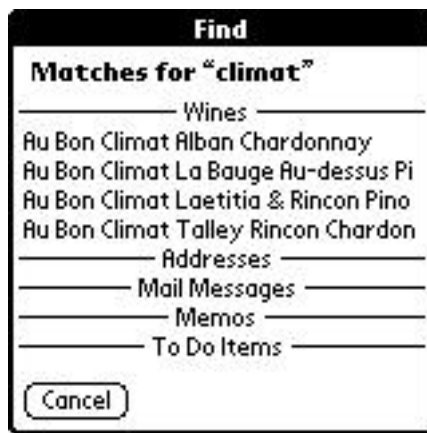 Find
Matches for “climat”
Wines
Au Bon Climat Alban Chardonnay
Au Bon Climat La Bauge Au-dessus Pi
Au Bon Climat Laetitia & Rincon Pino
Au Bon Climat Talley Rincon Chardon
Addresses
Mail Messages
Memos
To Do Items
Cancel